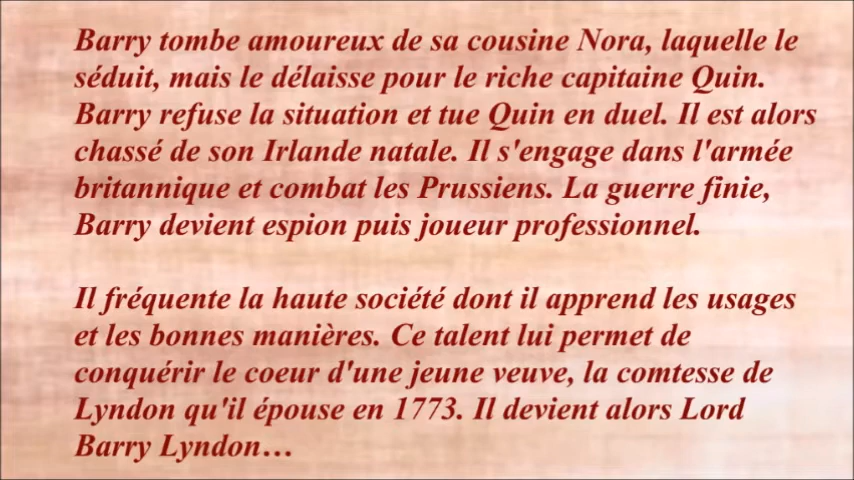 Barry tombe amoureux de sa cousine Nora, laquelle le
séduit, mais le délaisse pour le riche capitaine Quin.
Barry refuse la situation et tue Quin en duel. Il est alors
chassé de son Irlande natale. Il s'engage dans l'armée
britannique et combat les Prussiens. La guerre finie,
Barry devient espion puis joueur professionnel.

Il fréquente la haute société dont il apprend les usages
et les bonnes manières. Ce talent lui permet de
conquérir le coeur d'une jeune veuve, la comtesse de
Lyndon qu'il épouse en 1773. Il devient alors Lord
Barry Lyndon…